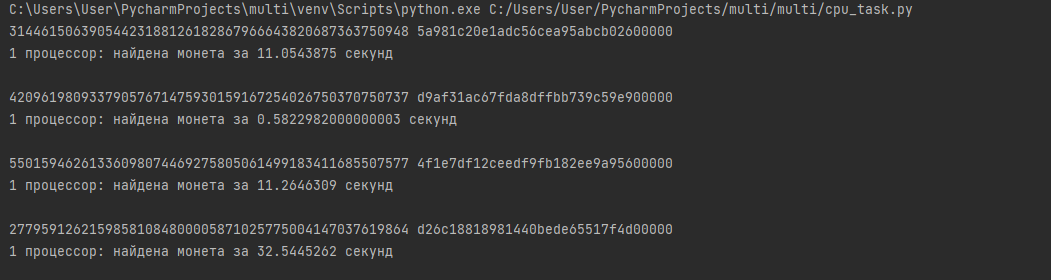 C:\Users\User\PycharmProjects\multi\venv\Scripts\python.exe C:/Users/User/PycharmProjects/multi/multi/cpu_task.py
31446150639054423188126182867966643820687363750948 5a981c20e1adc56cea95abcb02600000
1 процессор: найдена монета за 11.0543875 секунд
42096198093379057671475930159167254026750370750737 d9af31ac67fda8dffbb739c59e900000
1 процессор: найдена монета за 0.5822982000000003 секунд
55015946261336098074469275805061499183411685507577 4f1e7df12ceedf9fb182ee9a95600000
1 процессор: найдена монета за 11.2646309 секунд
27795912621598581084800005871025775004147037619864 d26c18818981440bede65517f4d00000
1 процессор: найдена монета за 32.5445262 секунд